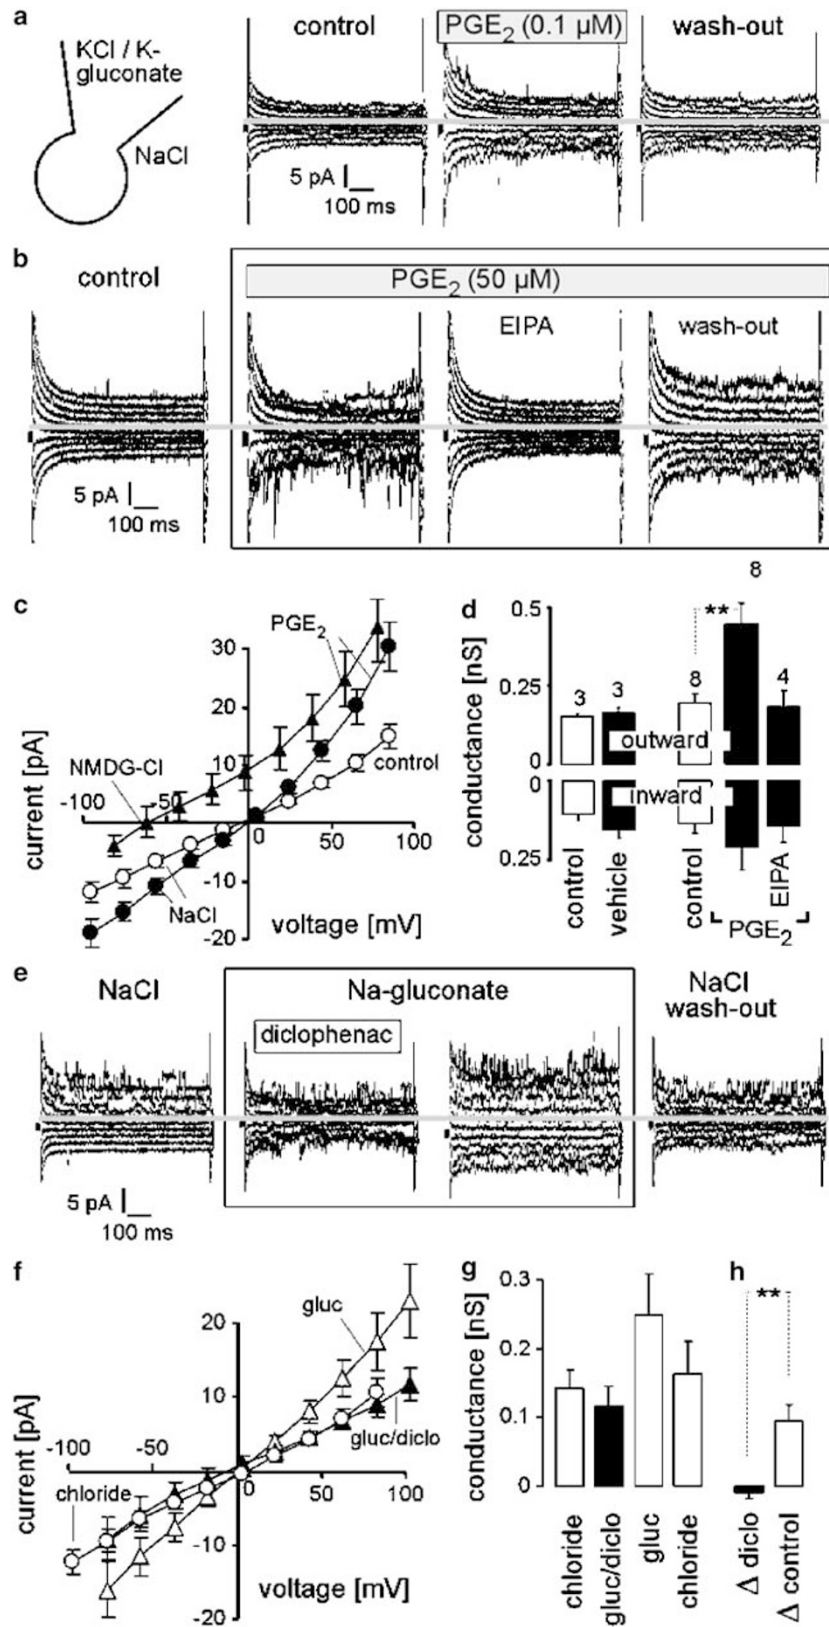 a
control
PGE2 (0.1 µM)
wash-out
KCl / K-
gluconate
NaCl
5 pA
100 ms
b
control
PGE2 (50 µM)
EIPA
wash-out
5 pA
100 ms
c
current [pA]
30
20
10
-10
-20
-100
-50
0
50
100
PGE2
NMDG-Cl
control
NaCl
voltage [mV]
d
conductance [nS]
0.5
0.25
0
0
0.25
8
**
3
3
8
4
outward
inward
control
vehicle
control
EIPA
PGE2
e
NaCl
Na-gluconate
NaCl
wash-out
diclophenac
5 pA
100 ms
f
current [pA]
20
10
-10
-20
-100
-50
0
50
100
gluc
gluc/diclo
chloride
voltage [mV]
g
conductance [nS]
0.3
0.2
0.1
0
chloride
gluc/diclo
gluc
chloride
h
**
Δ diclo
Δ control